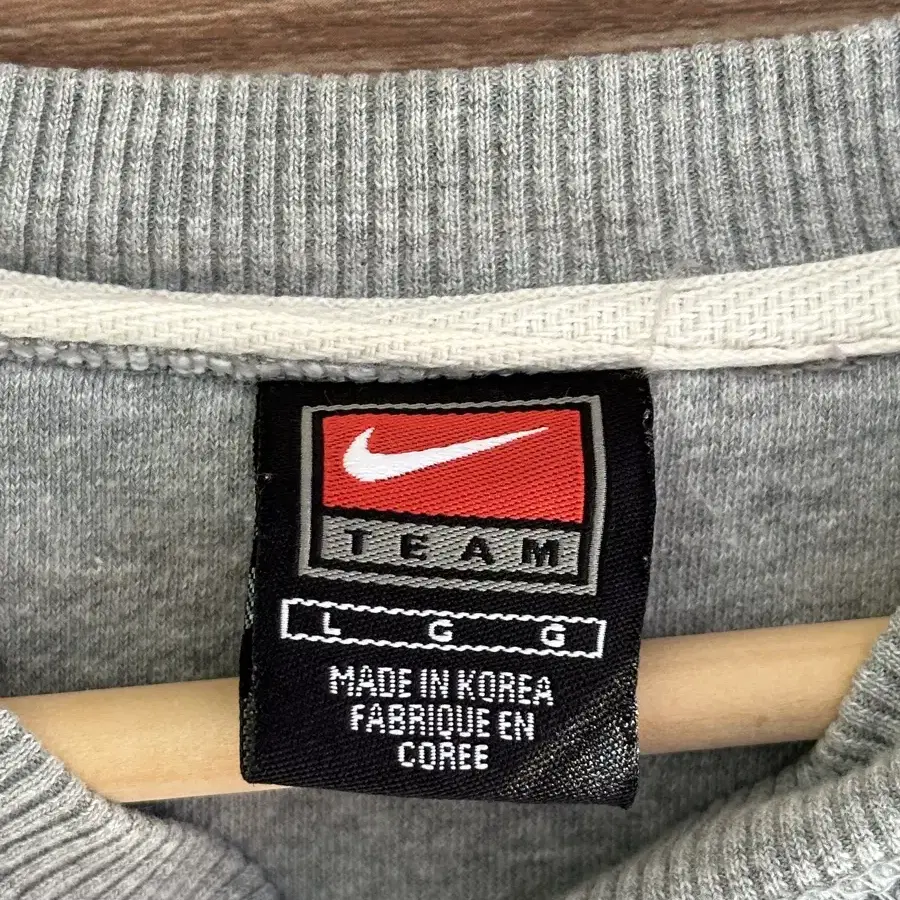 TEAM
L G G
MADE IN KOREA
FABRIQUE EN
COREE